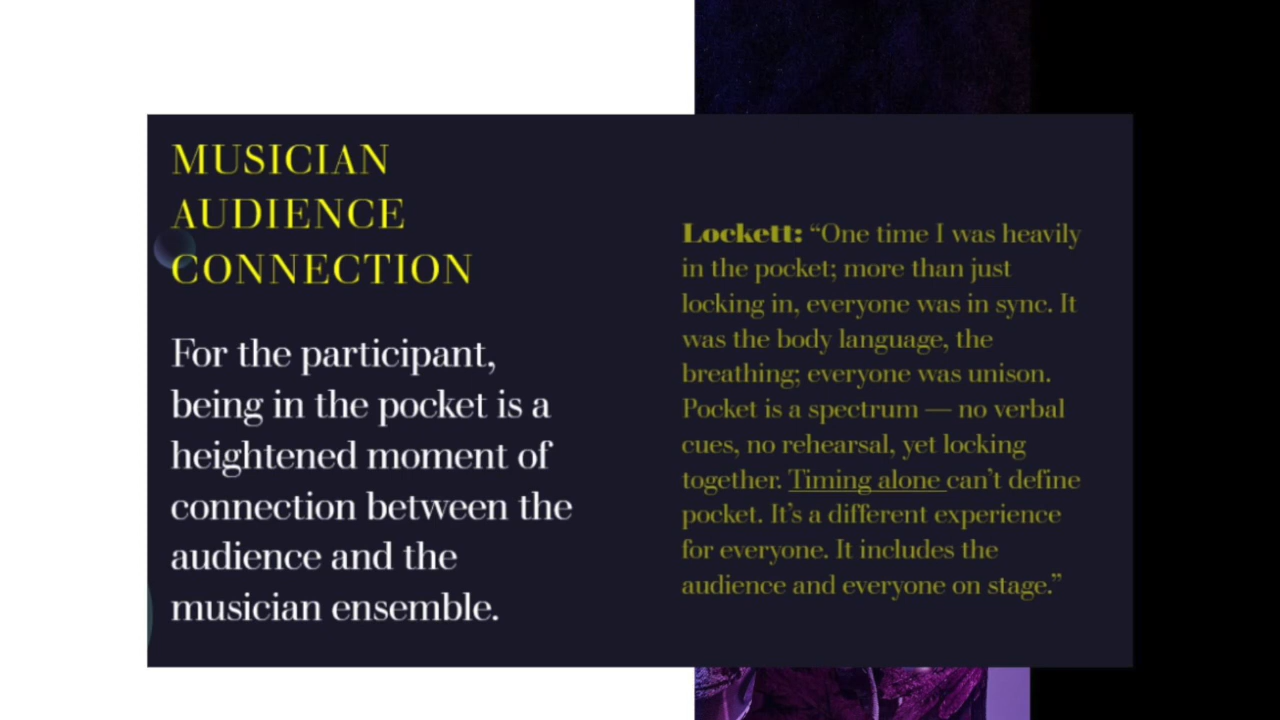 MUSICIAN
AUDIENCE
CONNECTION
For the participant,
being in the pocket is a
heightened moment of
connection between the
audience and the
musician ensemble.
Lockett: “One time I was heavily
in the pocket; more than just
locking in, everyone was in sync. It
was the body language, the
breathing; everyone was unison.
Pocket is a spectrum — no verbal
cues, no rehearsal, yet locking
together. Timing alone can’t define
pocket. It’s a different experience
for everyone. It includes the
audience and everyone on stage.”